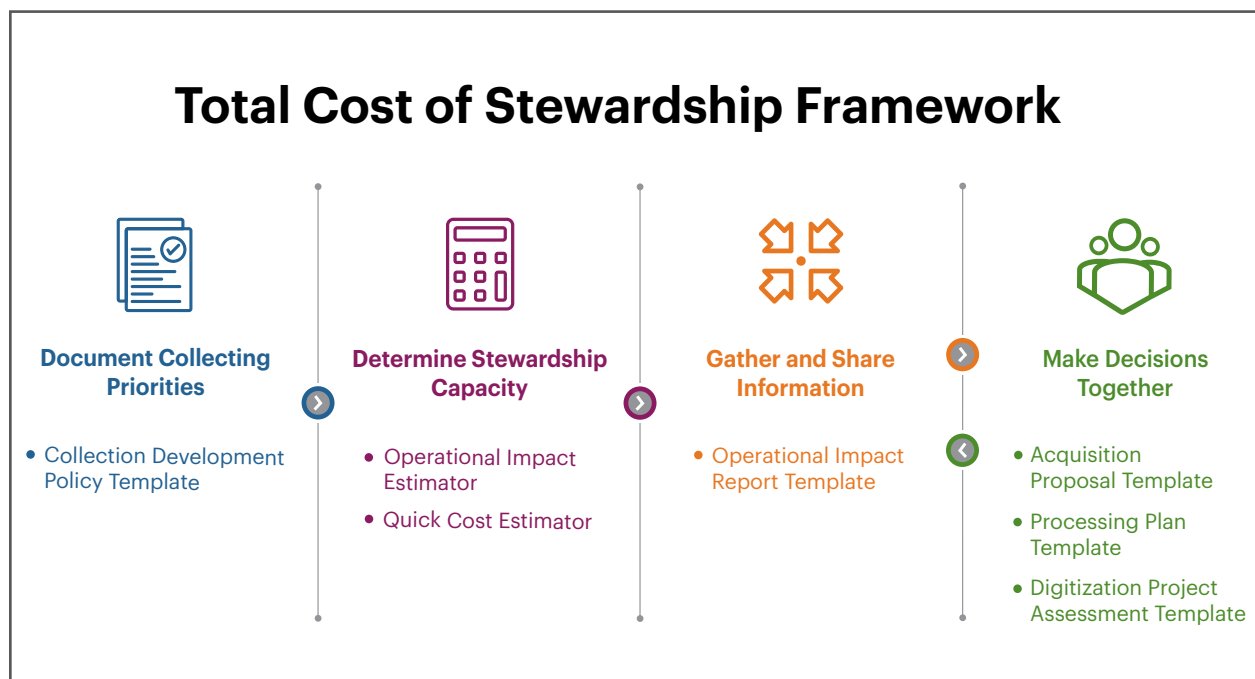 Total Cost of Stewardship Framework
Document Collecting
Priorities
• Collection Development
Policy Template
Determine Stewardship
Capacity
• Operational Impact
Estimator
• Quick Cost Estimator
Gather and Share
Information
• Operational Impact
Report Template
Make Decisions
Together
• Acquisition
Proposal Template
• Processing Plan
Template
• Digitization Project
Assessment Template